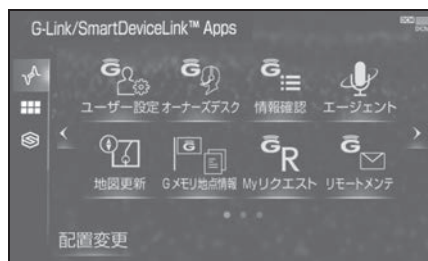 G-Link/SmartDeviceLink™ Apps
ユーザー設定 オーナーズデスク 情報確認 エージェント
地図更新 Gメモリ地点情報 Myリクエスト リモートメンテ
配置変更